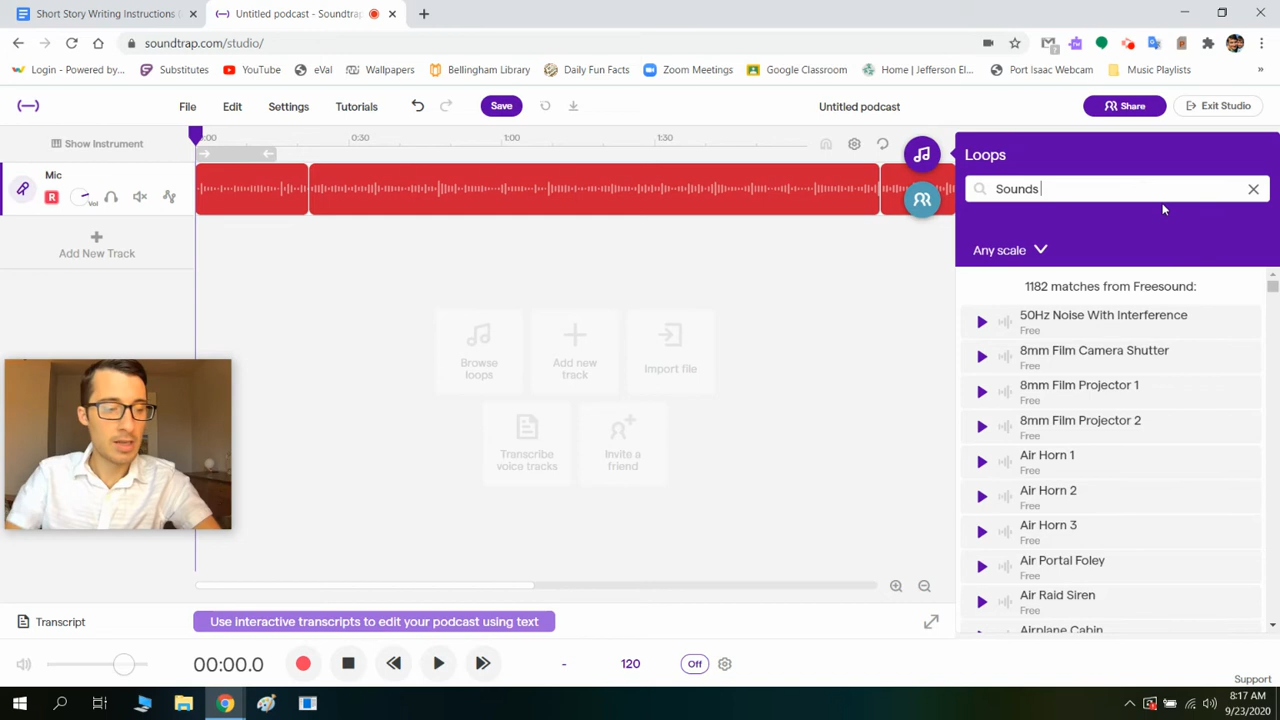 Short Story Writing Instructions (
Untitled podcast - Soundtrap
soundtrap.com/studio/
Login - Powered by... Substitutes YouTube eVal Wallpapers Bellingham Library Daily Fun Facts Zoom Meetings Google Classroom Home | Jefferson El... Port Isaac Webcam Music Playlists
File Edit Settings Tutorials Save Untitled podcast Share Exit Studio
Show Instrument
:00 0:30 1:00 1:30
Loops
Mic
R Vol
Sounds
Add New Track
Any scale
1182 matches from Freesound:
50Hz Noise With Interference
Free
8mm Film Camera Shutter
Free
8mm Film Projector 1
Free
8mm Film Projector 2
Free
Air Horn 1
Free
Air Horn 2
Free
Air Horn 3
Free
Air Portal Foley
Free
Air Raid Siren
Free
Airplane Cabin
Browse loops
Add new track
Import file
Transcribe voice tracks
Invite a friend
Transcript
Use interactive transcripts to edit your podcast using text
00:00.0
- 120 Off
Support
8:17 AM
9/23/2020